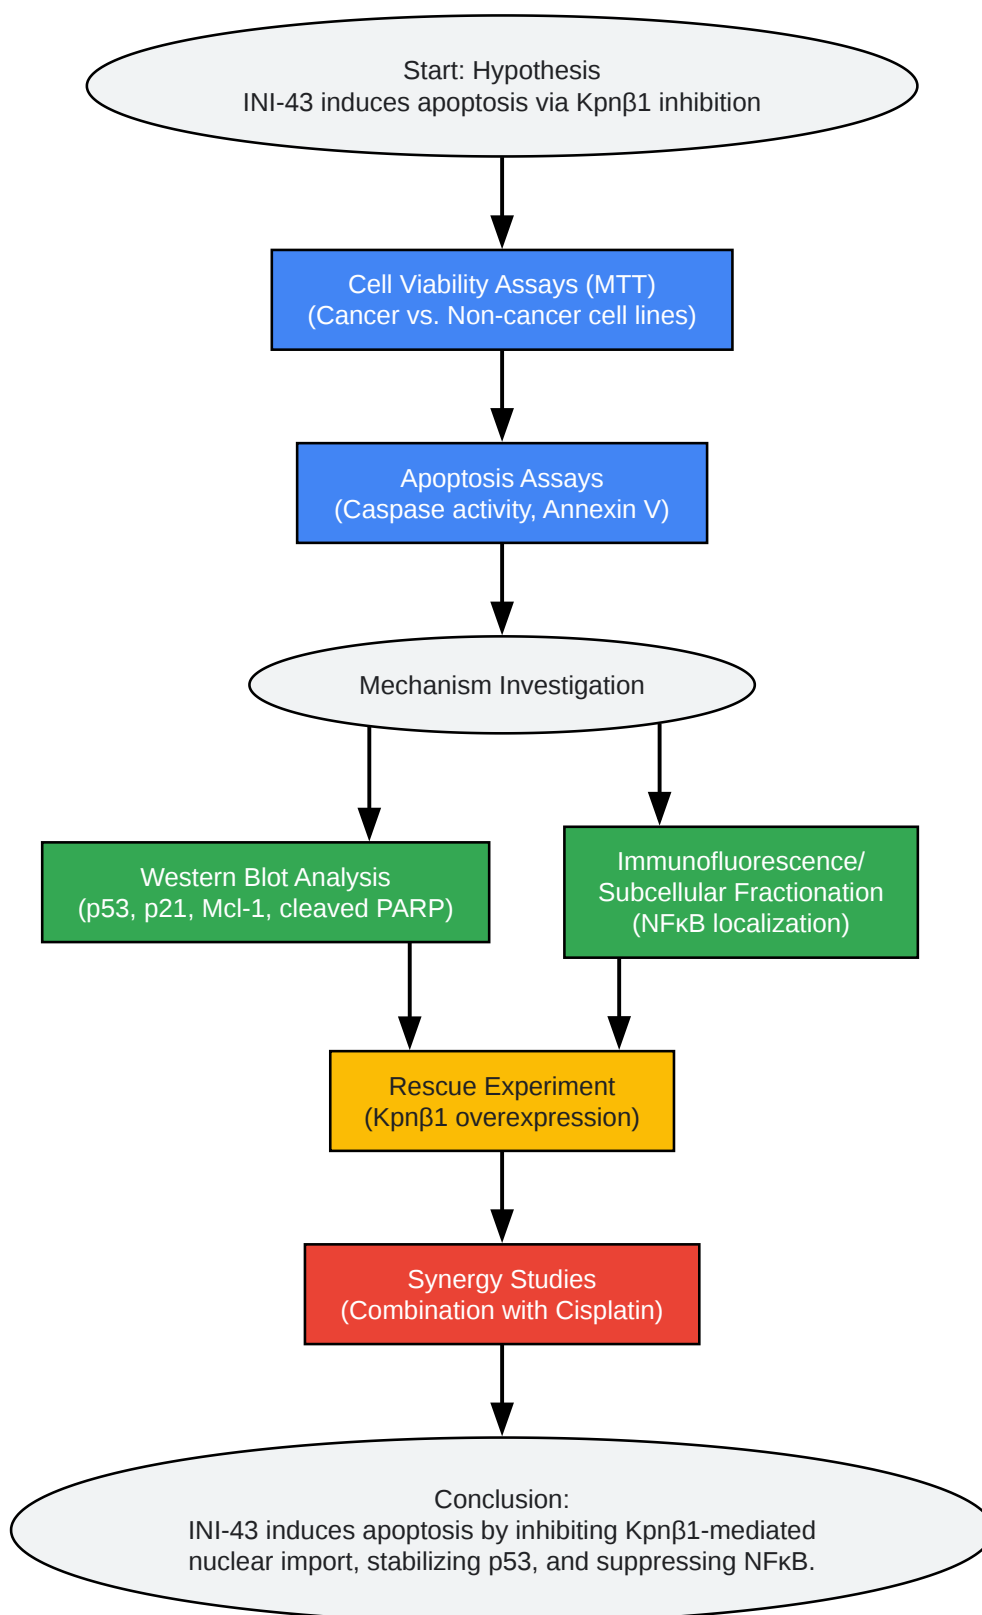 Start: Hypothesis
INI-43 induces apoptosis via Kpnβ1 inhibition
Cell Viability Assays (MTT)
(Cancer vs. Non-cancer cell lines)
Apoptosis Assays
(Caspase activity, Annexin V)
Mechanism Investigation
Western Blot Analysis
(p53, p21, Mcl-1, cleaved PARP)
Immunofluorescence/
Subcellular Fractionation
(NFκB localization)
Rescue Experiment
(Kpnβ1 overexpression)
Synergy Studies
(Combination with Cisplatin)
Conclusion:
INI-43 induces apoptosis by inhibiting Kpnβ1-mediated
nuclear import, stabilizing p53, and suppressing NFκB.